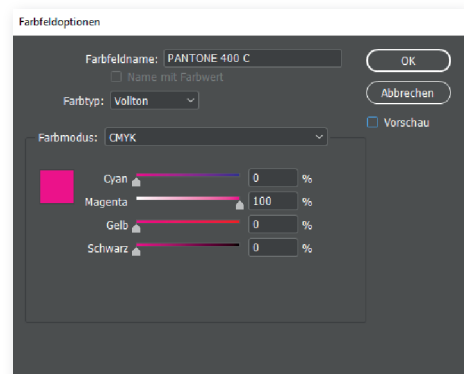 Farbfeldoptionen
Farbfeldname: PANTONE 400 C
Name mit Farbwert
Farbtyp: Vollton
Farbmodus: CMYK
Cyan 0 %
Magenta 100 %
Gelb 0 %
Schwarz 0 %
OK
Abbrechen
Vorschau